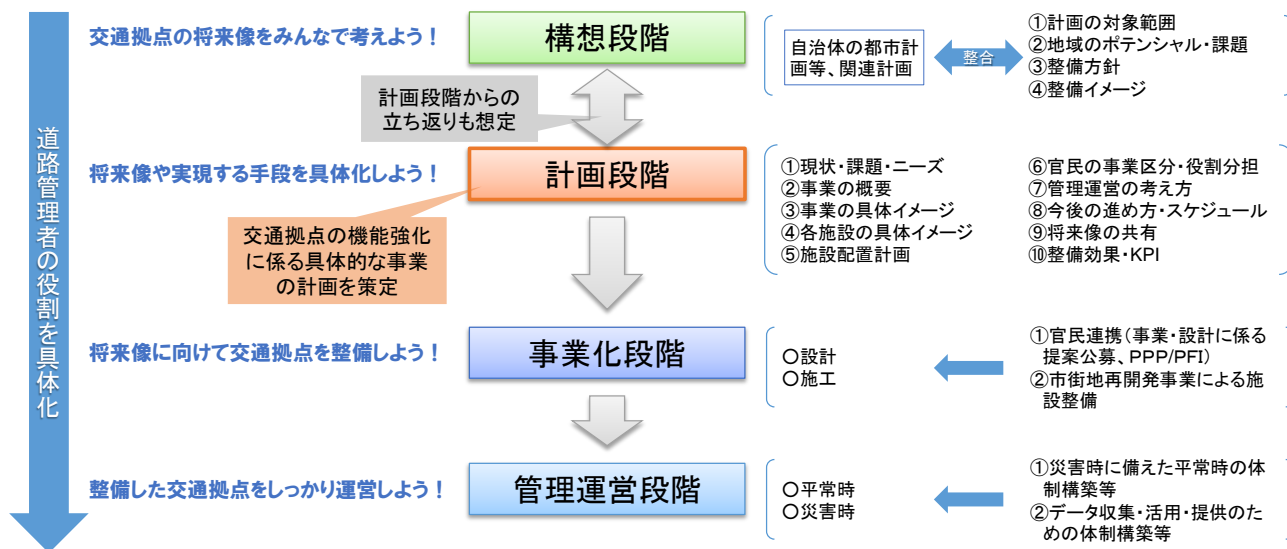 道路管理者の役割を具体化
交通拠点の将来像をみんなで考えよう！
構想段階
自治体の都市計
画等、関連計画
整合
①計画の対象範囲
②地域のポテンシャル・課題
③整備方針
④整備イメージ
計画段階からの
立ち返りも想定
将来像や実現する手段を具体化しよう！
計画段階
交通拠点の機能強化
に係る具体的な事業
の計画を策定
①現状・課題・ニーズ
②事業の概要
③事業の具体イメージ
④各施設の具体イメージ
⑤施設配置計画
⑥官民の事業区分・役割分担
⑦管理運営の考え方
⑧今後の進め方・スケジュール
⑨将来像の共有
⑩整備効果・KPI
将来像に向けて交通拠点を整備しよう！
事業化段階
○設計
○施工
①官民連携（事業・設計に係る
提案公募、PPP/PFI）
②市街地再開発事業による施
設整備
整備した交通拠点をしっかり運営しよう！
管理運営段階
○平常時
○災害時
①災害時に備えた平常時の体
制構築等
②データ収集・活用・提供のた
めの体制構築等